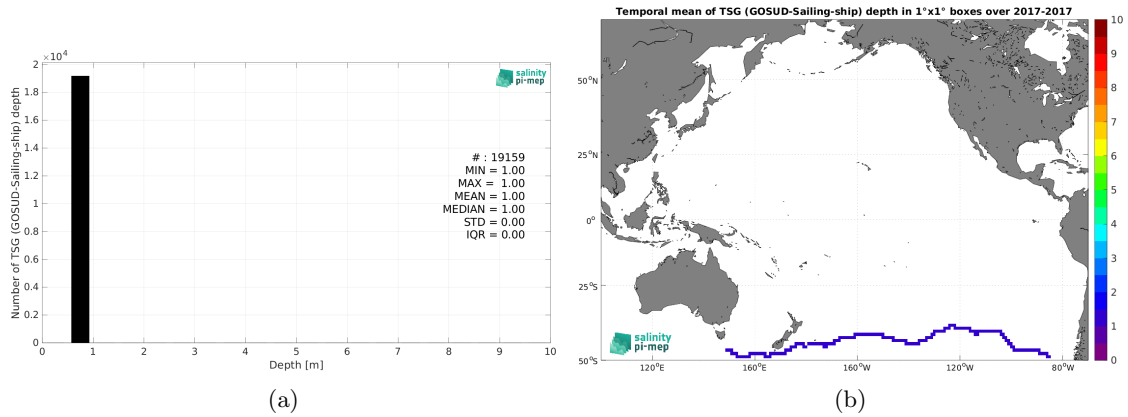 ×10⁴
2
1.8
1.6
1.4
1.2
1
0.8
0.6
0.4
0.2
0
Number of TSG (GOSUD-Sailing-ship) depth
salinity
pi-mep
# : 19159
MIN = 1.00
MAX = 1.00
MEAN = 1.00
MEDIAN = 1.00
STD = 0.00
IQR = 0.00
0 1 2 3 4 5 6 7 8 9 10
Depth [m]
(a)
Temporal mean of TSG (GOSUD-Sailing-ship) depth in 1°x1° boxes over 2017-2017
50°N
25°N
0°
25°S
50°S
salinity
pi-mep
120°E 160°E 160°W 120°W 80°W
10
9
8
7
6
5
4
3
2
1
0
(b)